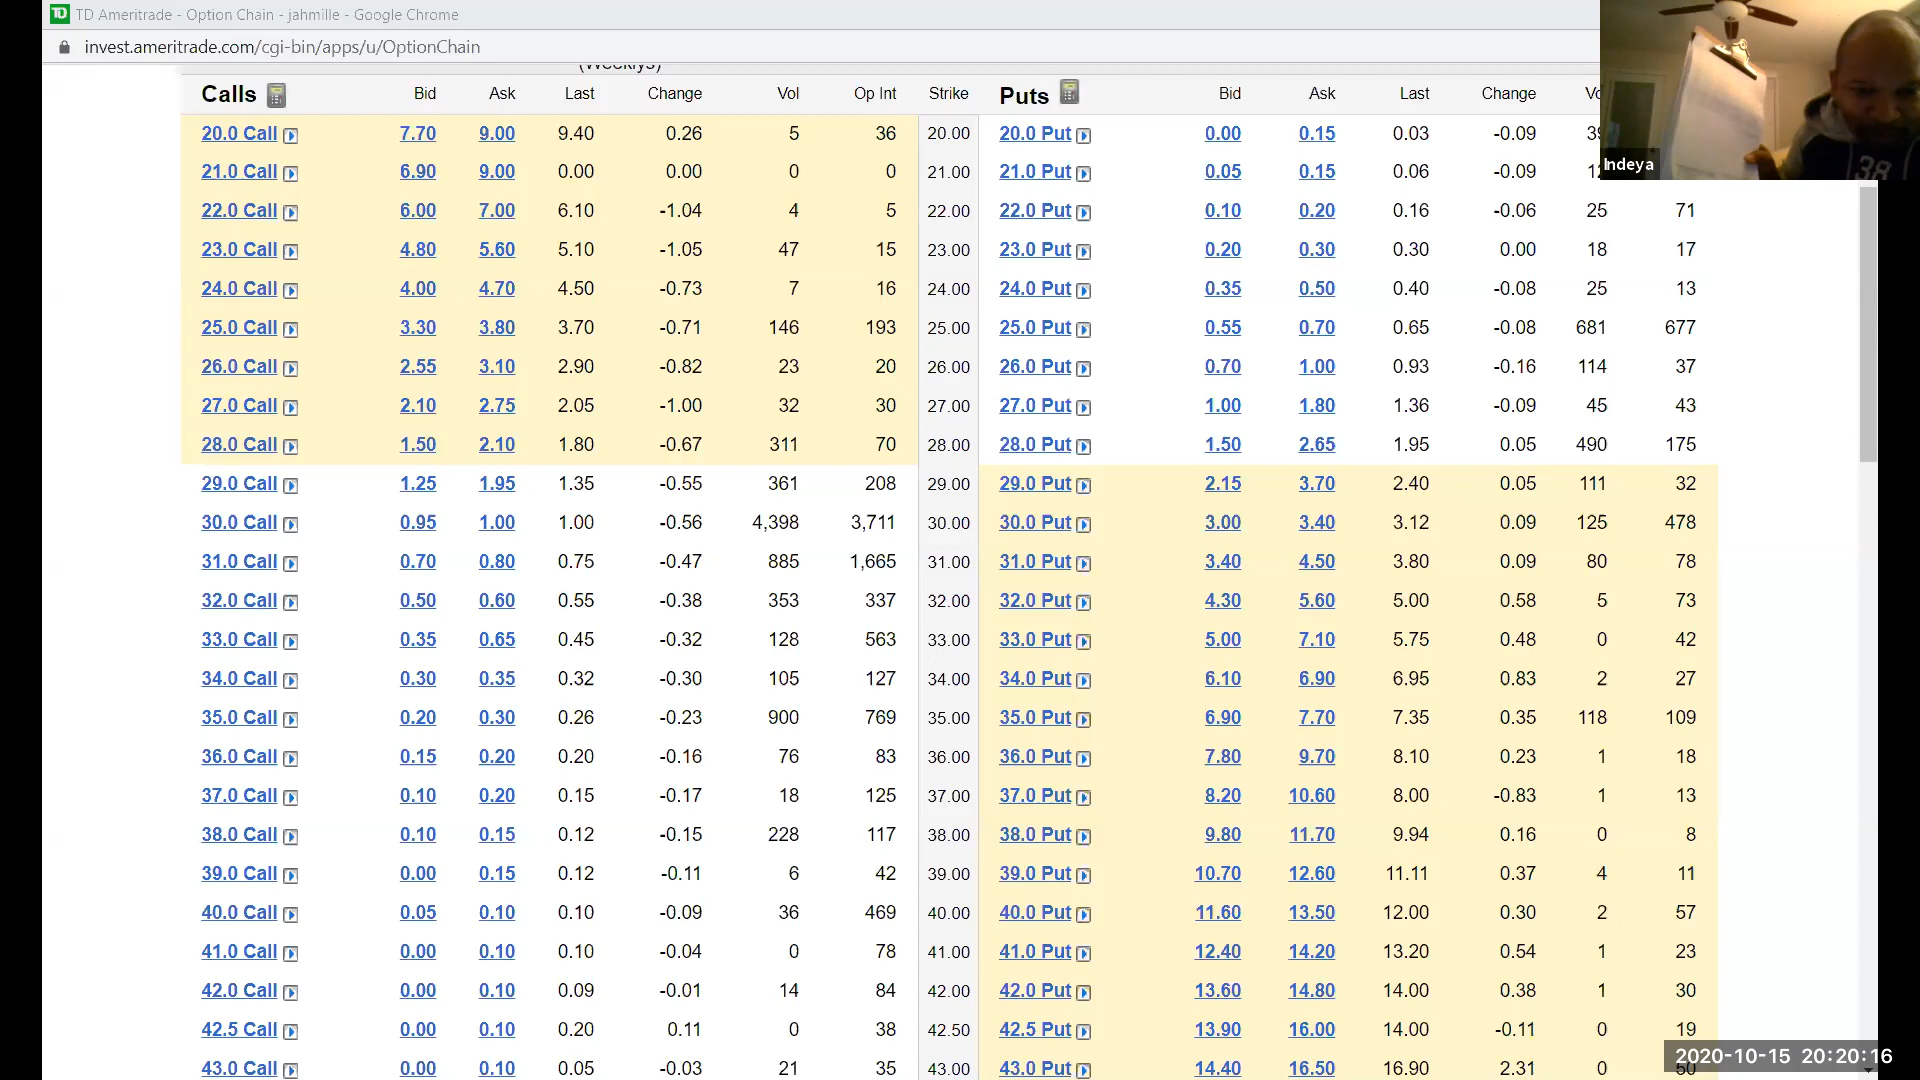 TD Ameritrade - Option Chain - jahmille - Google Chrome
invest.ameritrade.com/cgi-bin/apps/u/OptionChain
(Weeklys)
Calls Bid Ask Last Change Vol Op Int Strike Puts Bid Ask Last Change
20.0 Call 7.70 9.00 9.40 0.26 5 36 20.00 20.0 Put 0.00 0.15 0.03 -0.09
21.0 Call 6.90 9.00 0.00 0.00 0 0 21.00 21.0 Put 0.05 0.15 0.06 -0.09
Indeya
38
22.0 Call 6.00 7.00 6.10 -1.04 4 5 22.00 22.0 Put 0.10 0.20 0.16 -0.06 25 71
23.0 Call 4.80 5.60 5.10 -1.05 47 15 23.00 23.0 Put 0.20 0.30 0.30 0.00 18 17
24.0 Call 4.00 4.70 4.50 -0.73 7 16 24.00 24.0 Put 0.35 0.50 0.40 -0.08 25 13
25.0 Call 3.30 3.80 3.70 -0.71 146 193 25.00 25.0 Put 0.55 0.70 0.65 -0.08 681 677
26.0 Call 2.55 3.10 2.90 -0.82 23 20 26.00 26.0 Put 0.70 1.00 0.93 -0.16 114 37
27.0 Call 2.10 2.75 2.05 -1.00 32 30 27.00 27.0 Put 1.00 1.80 1.36 -0.09 45 43
28.0 Call 1.50 2.10 1.80 -0.67 311 70 28.00 28.0 Put 1.50 2.65 1.95 0.05 490 175
29.0 Call 1.25 1.95 1.35 -0.55 361 208 29.00 29.0 Put 2.15 3.70 2.40 0.05 111 32
30.0 Call 0.95 1.00 1.00 -0.56 4,398 3,711 30.00 30.0 Put 3.00 3.40 3.12 0.09 125 478
31.0 Call 0.70 0.80 0.75 -0.47 885 1,665 31.00 31.0 Put 3.40 4.50 3.80 0.09 80 78
32.0 Call 0.50 0.60 0.55 -0.38 353 337 32.00 32.0 Put 4.30 5.60 5.00 0.58 5 73
33.0 Call 0.35 0.65 0.45 -0.32 128 563 33.00 33.0 Put 5.00 7.10 5.75 0.48 0 42
34.0 Call 0.30 0.35 0.32 -0.30 105 127 34.00 34.0 Put 6.10 6.90 6.95 0.83 2 27
35.0 Call 0.20 0.30 0.26 -0.23 900 769 35.00 35.0 Put 6.90 7.70 7.35 0.35 118 109
36.0 Call 0.15 0.20 0.20 -0.16 76 83 36.00 36.0 Put 7.80 9.70 8.10 0.23 1 18
37.0 Call 0.10 0.20 0.15 -0.17 18 125 37.00 37.0 Put 8.20 10.60 8.00 -0.83 1 13
38.0 Call 0.10 0.15 0.12 -0.15 228 117 38.00 38.0 Put 9.80 11.70 9.94 0.16 0 8
39.0 Call 0.00 0.15 0.12 -0.11 6 42 39.00 39.0 Put 10.70 12.60 11.11 0.37 4 11
40.0 Call 0.05 0.10 0.10 -0.09 36 469 40.00 40.0 Put 11.60 13.50 12.00 0.30 2 57
41.0 Call 0.00 0.10 0.10 -0.04 0 78 41.00 41.0 Put 12.40 14.20 13.20 0.54 1 23
42.0 Call 0.00 0.10 0.09 -0.01 14 84 42.00 42.0 Put 13.60 14.80 14.00 0.38 1 30
42.5 Call 0.00 0.10 0.20 0.11 0 38 42.50 42.5 Put 13.90 16.00 14.00 -0.11 0 19
43.0 Call 0.00 0.10 0.05 -0.03 21 35 43.00 43.0 Put 14.40 16.50 16.90 2.31 0 50
2020-10-15 20:20:16